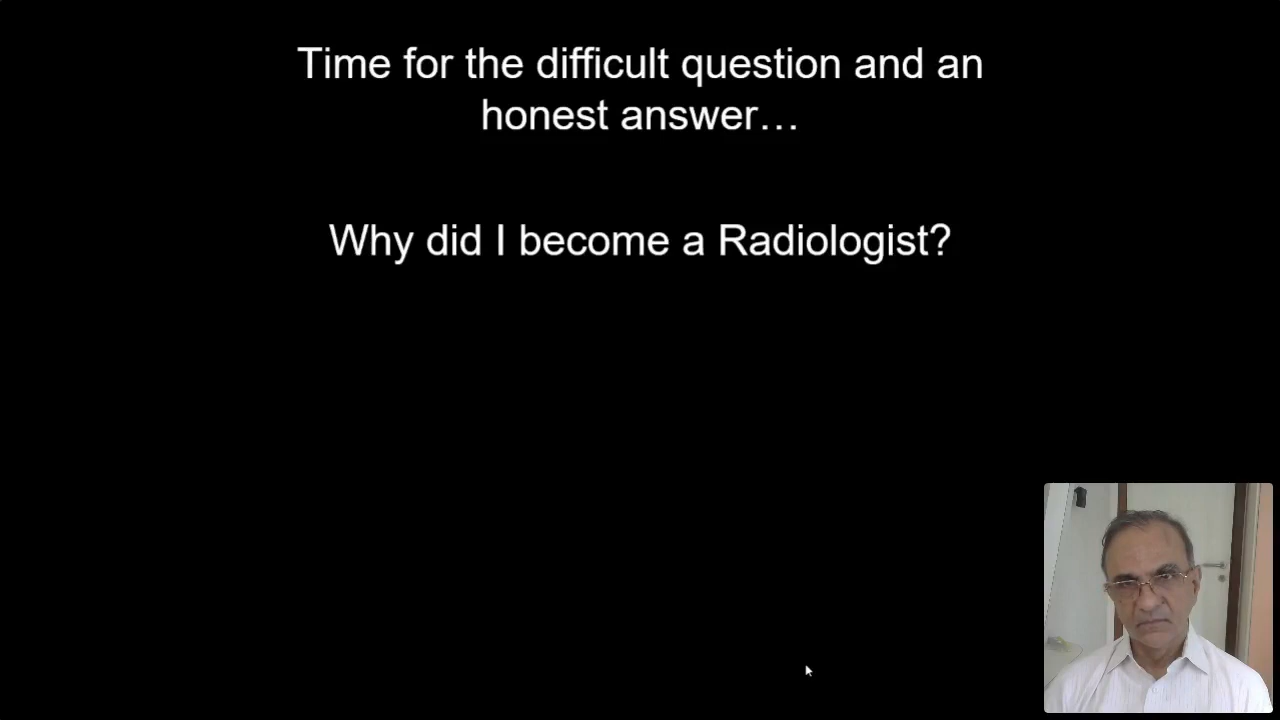 Time for the difficult question and an
honest answer…
Why did I become a Radiologist?